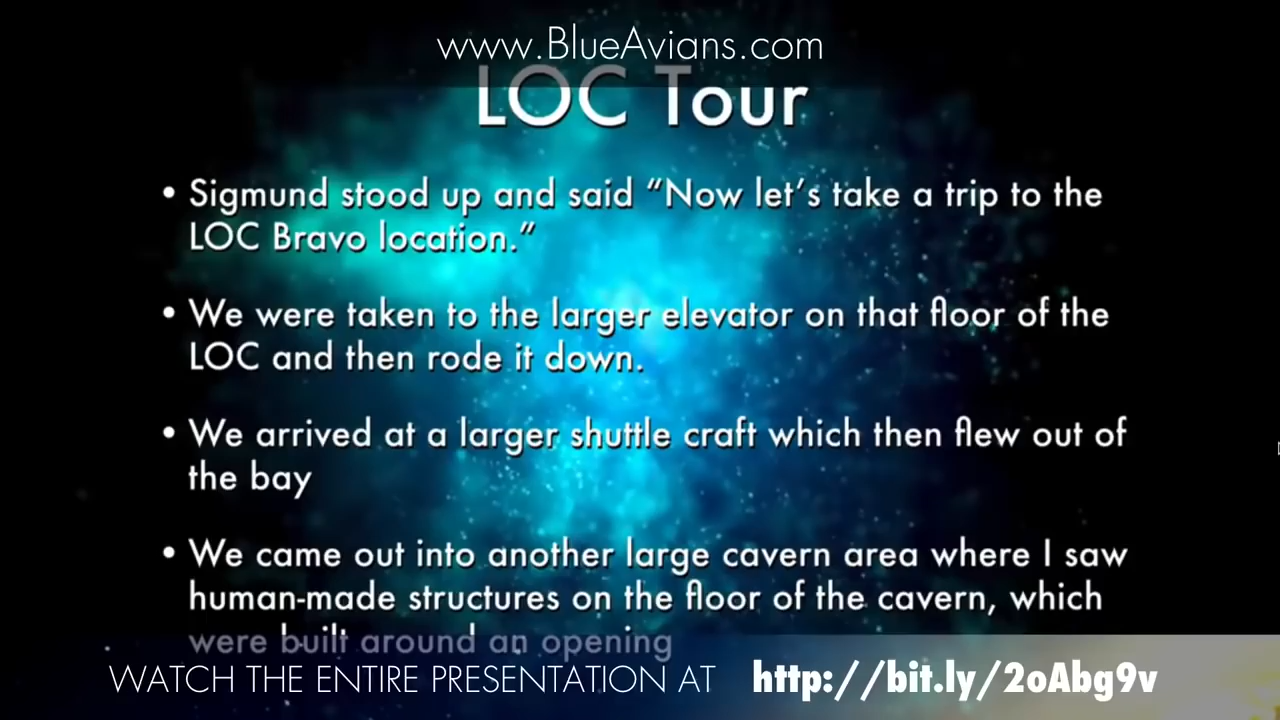 www.BlueAvians.com
LOC Tour
• Sigmund stood up and said “Now let’s take a trip to the
LOC Bravo location.”
• We were taken to the larger elevator on that floor of the
LOC and then rode it down.
• We arrived at a larger shuttle craft which then flew out of
the bay
• We came out into another large cavern area where I saw
human-made structures on the floor of the cavern, which
were built around an opening
WATCH THE ENTIRE PRESENTATION AT http://bit.ly/2oAbg9v